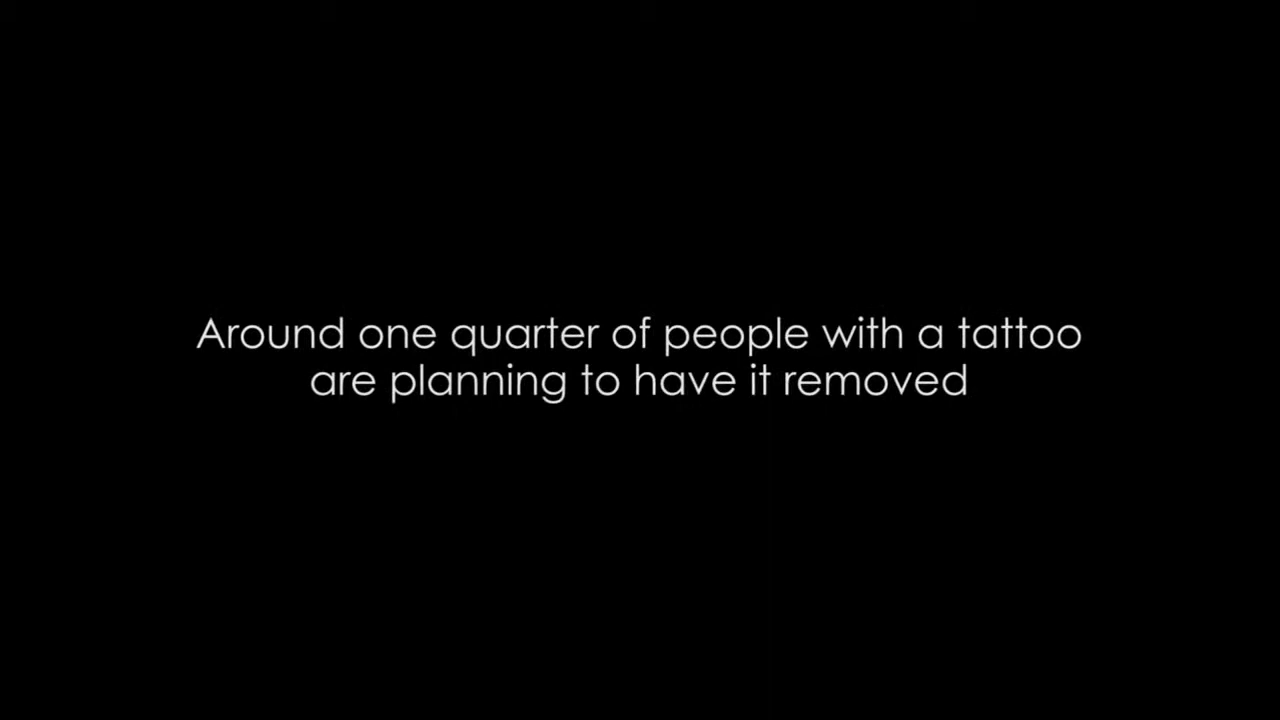 Around one quarter of people with a tattoo
are planning to have it removed